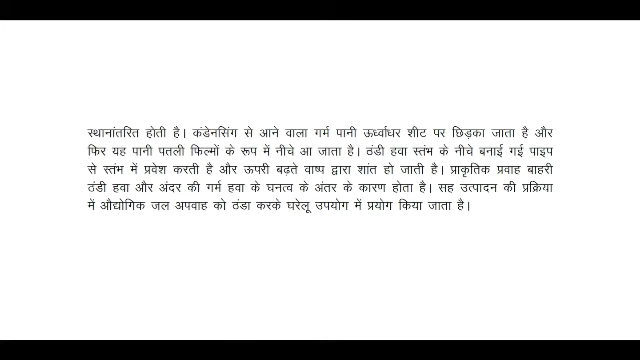 स्थानांतरित होती है। कंडेनसिंग से आने वाला गर्म पानी ऊर्ध्वाधर शीट पर छिड़का जाता है और
फिर यह पानी पतली फिल्मों के रूप में नीचे आ जाता है। ठंडी हवा स्तंभ के नीचे बनाई गई पाइप
से स्तंभ में प्रवेश करती है और ऊपरी बढ़ते वाष्प द्वारा शांत हो जाती है। प्राकृतिक प्रवाह बाहरी
ठंडी हवा और अंदर की गर्म हवा के घनत्व के अंतर के कारण होता है। सह उत्पादन की प्रक्रिया
में औद्योगिक जल अपवाह को ठंडा करके घरेलू उपयोग में प्रयोग किया जाता है।